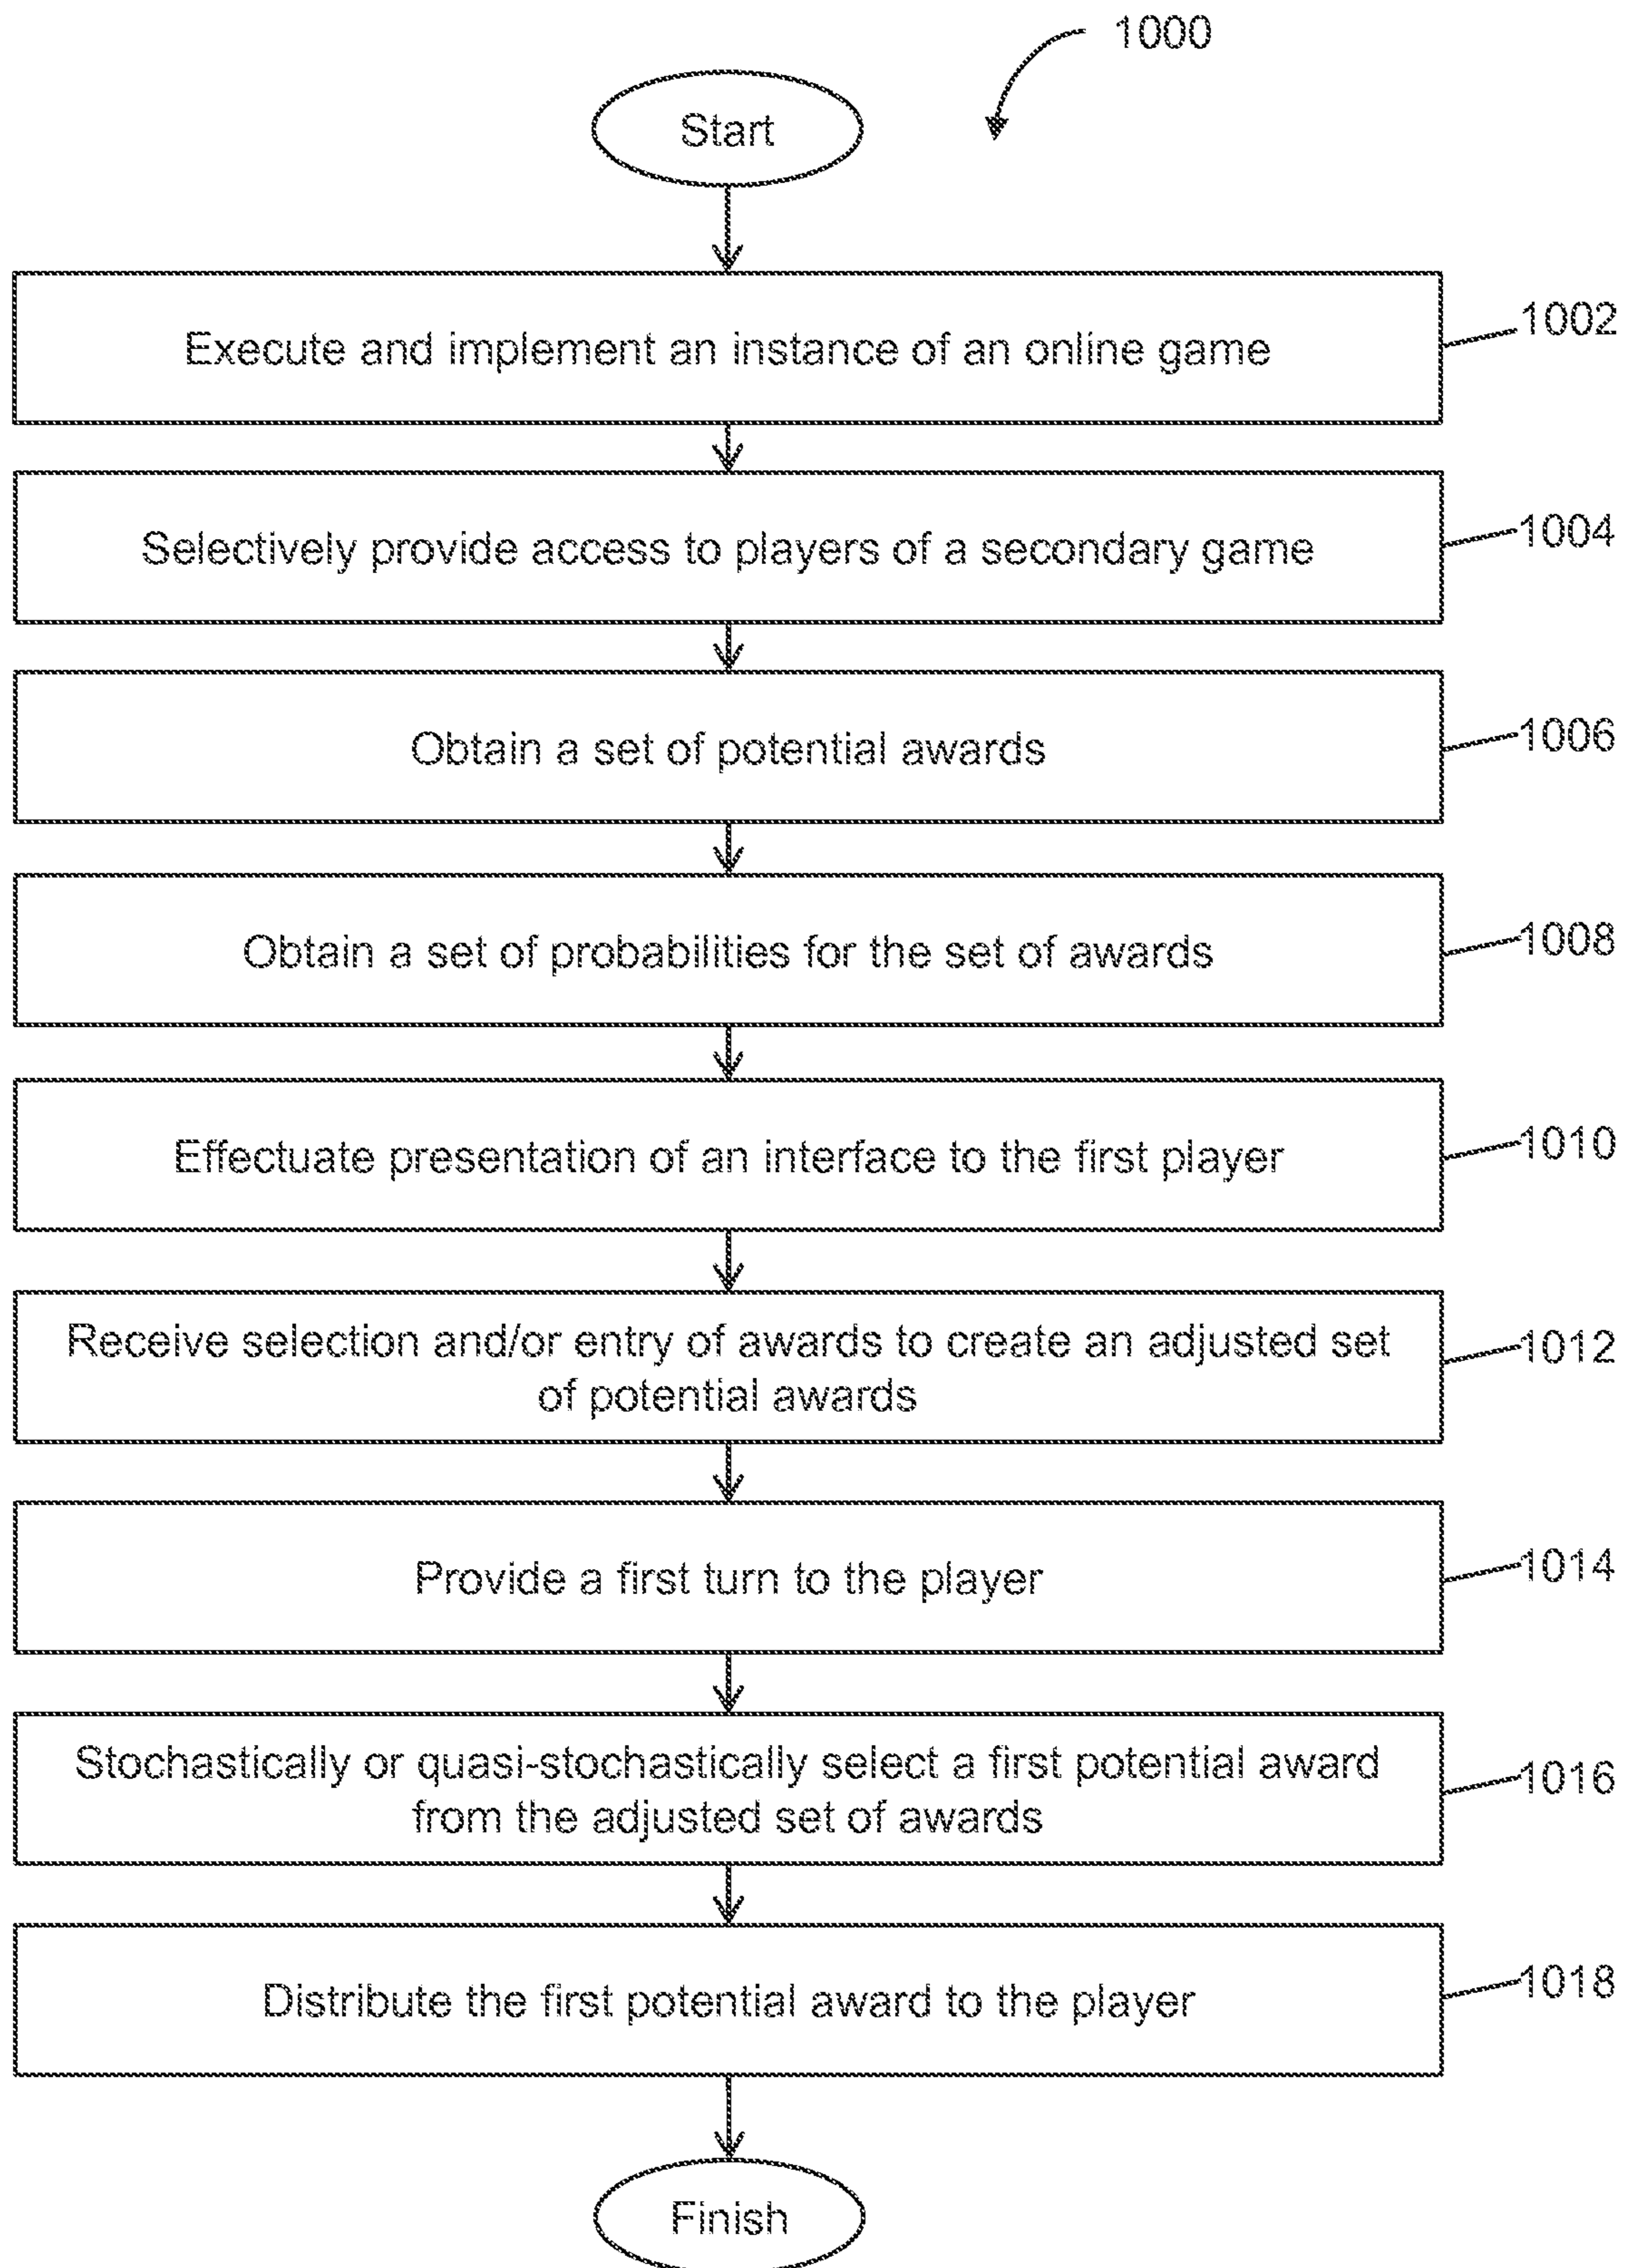 1000
Start
Execute and implement an instance of an online game
1002
Selectively provide access to players of a secondary game
1004
Obtain a set of potential awards
1006
Obtain a set of probabilities for the set of awards
1008
Effectuate presentation of an interface to the first player
1010
Receive selection and/or entry of awards to create an adjusted set
of potential awards
1012
Provide a first turn to the player
1014
Stochastically or quasi-stochastically select a first potential award
from the adjusted set of awards
1016
Distribute the first potential award to the player
1018
Finish